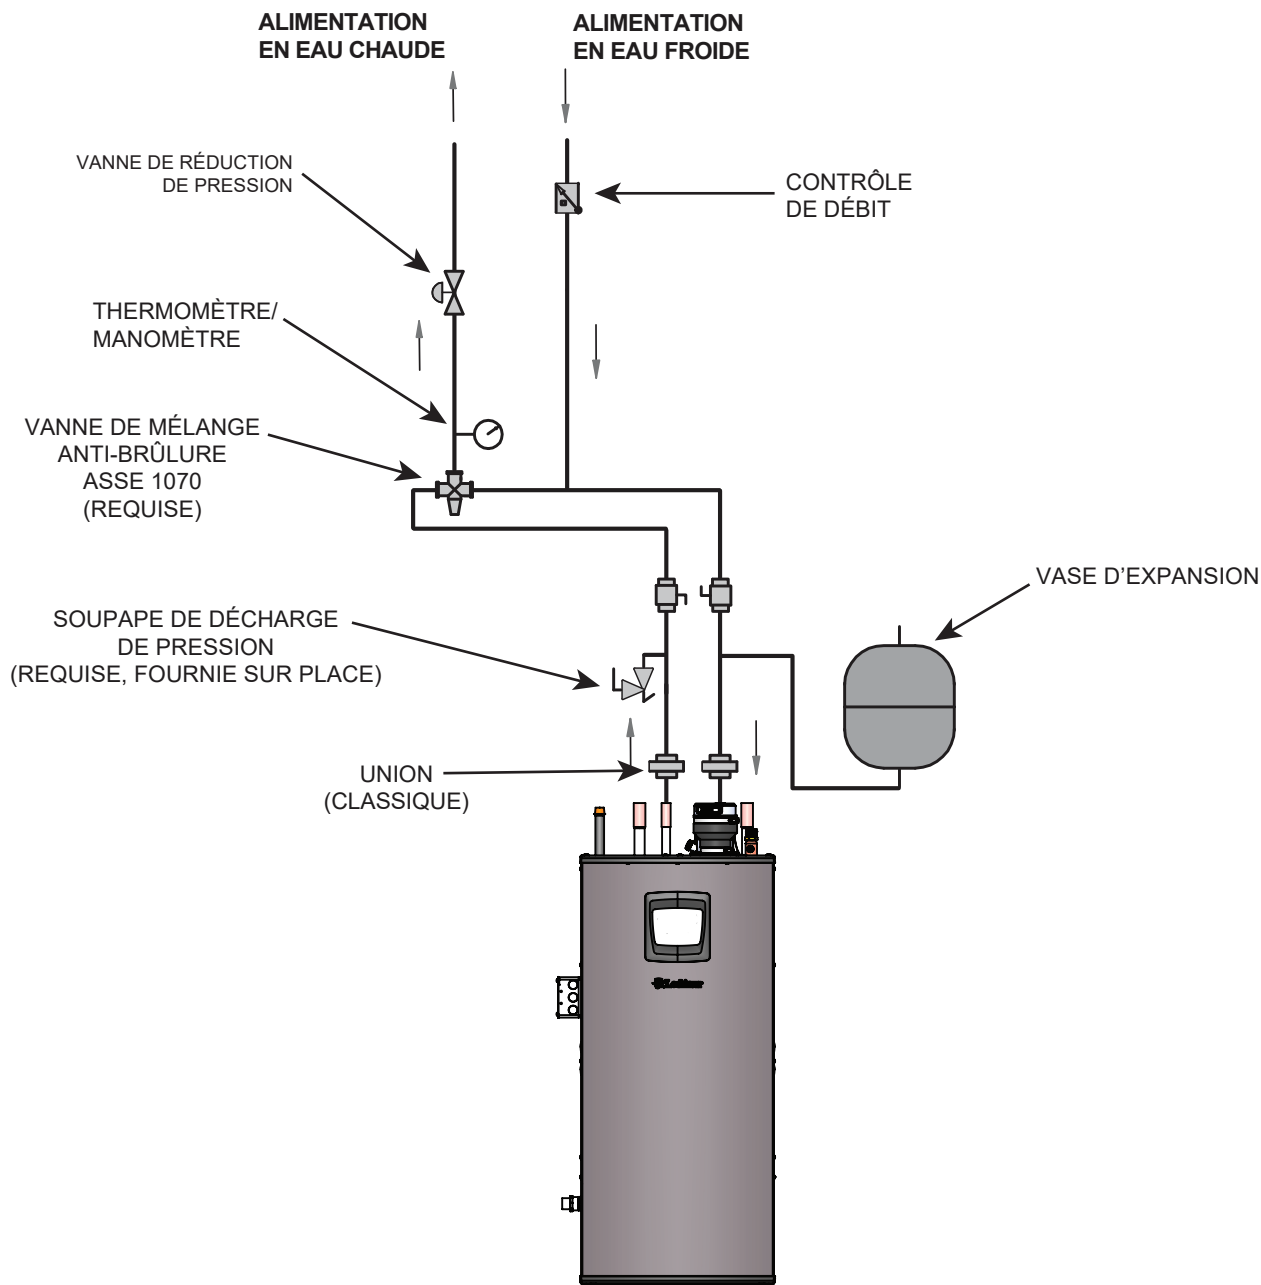 ALIMENTATION
EN EAU CHAUDE
ALIMENTATION
EN EAU FROIDE
VANNE DE RÉDUCTION
DE PRESSION
CONTRÔLE
DE DÉBIT
THERMOMÈTRE/
MANOMÈTRE
VANNE DE MÉLANGE
ANTI-BRÛLURE
ASSE 1070
(REQUISE)
VASE D’EXPANSION
SOUPAPE DE DÉCHARGE
DE PRESSION
(REQUISE, FOURNIE SUR PLACE)
UNION
(CLASSIQUE)